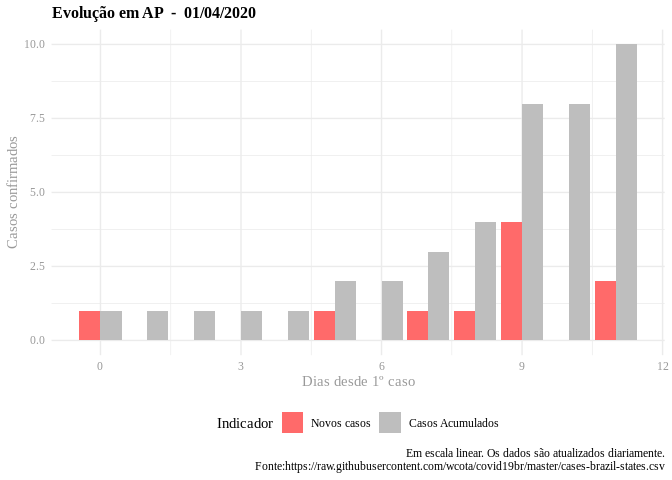 Evolução em AP  -  01/04/2020
Casos confirmados
10.0
7.5
5.0
2.5
0.0
0
3
6
9
12
Dias desde 1º caso
Indicador
Novos casos
Casos Acumulados
Em escala linear. Os dados são atualizados diariamente.
Fonte:https://raw.githubusercontent.com/wcota/covid19br/master/cases-brazil-states.csv